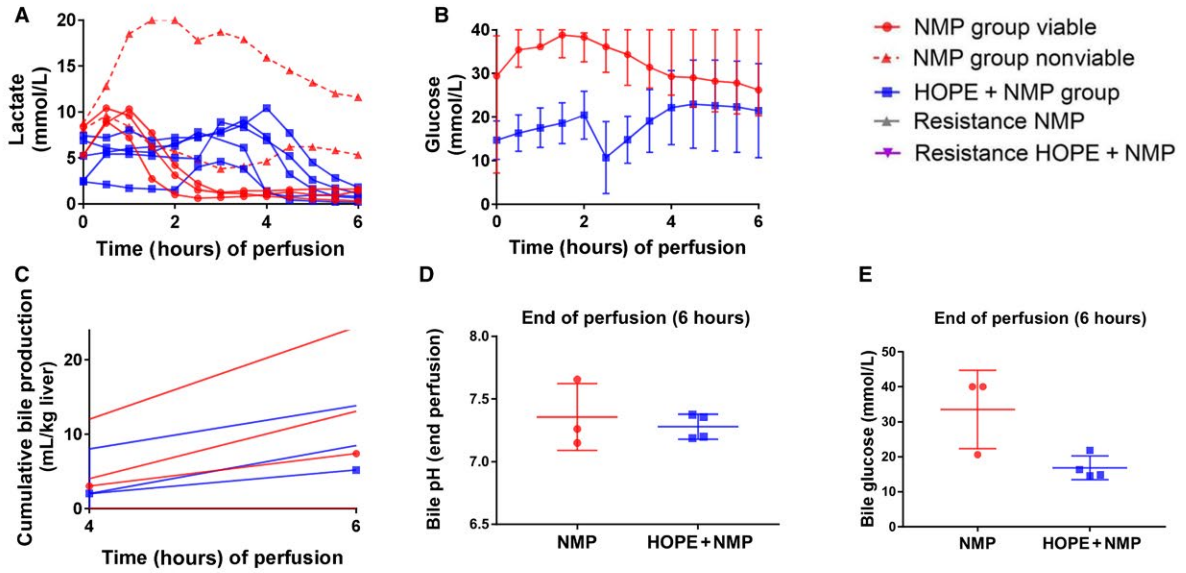 A
Lactate
(mmol/L)
20
15
10
5
0
0 2 4 6
Time (hours) of perfusion
B
Glucose
(mmol/L)
40
30
20
10
0
0 2 4 6
Time (hours) of perfusion
NMP group viable
NMP group nonviable
HOPE + NMP group
Resistance NMP
Resistance HOPE + NMP
C
Cumulative bile production
(mL/kg liver)
20
10
0
4 6
Time (hours) of perfusion
D
End of perfusion (6 hours)
Bile pH (end perfusion)
8.0
7.5
7.0
6.5
NMP HOPE + NMP
E
End of perfusion (6 hours)
Bile glucose (mmol/L)
50
40
30
20
10
0
NMP HOPE + NMP